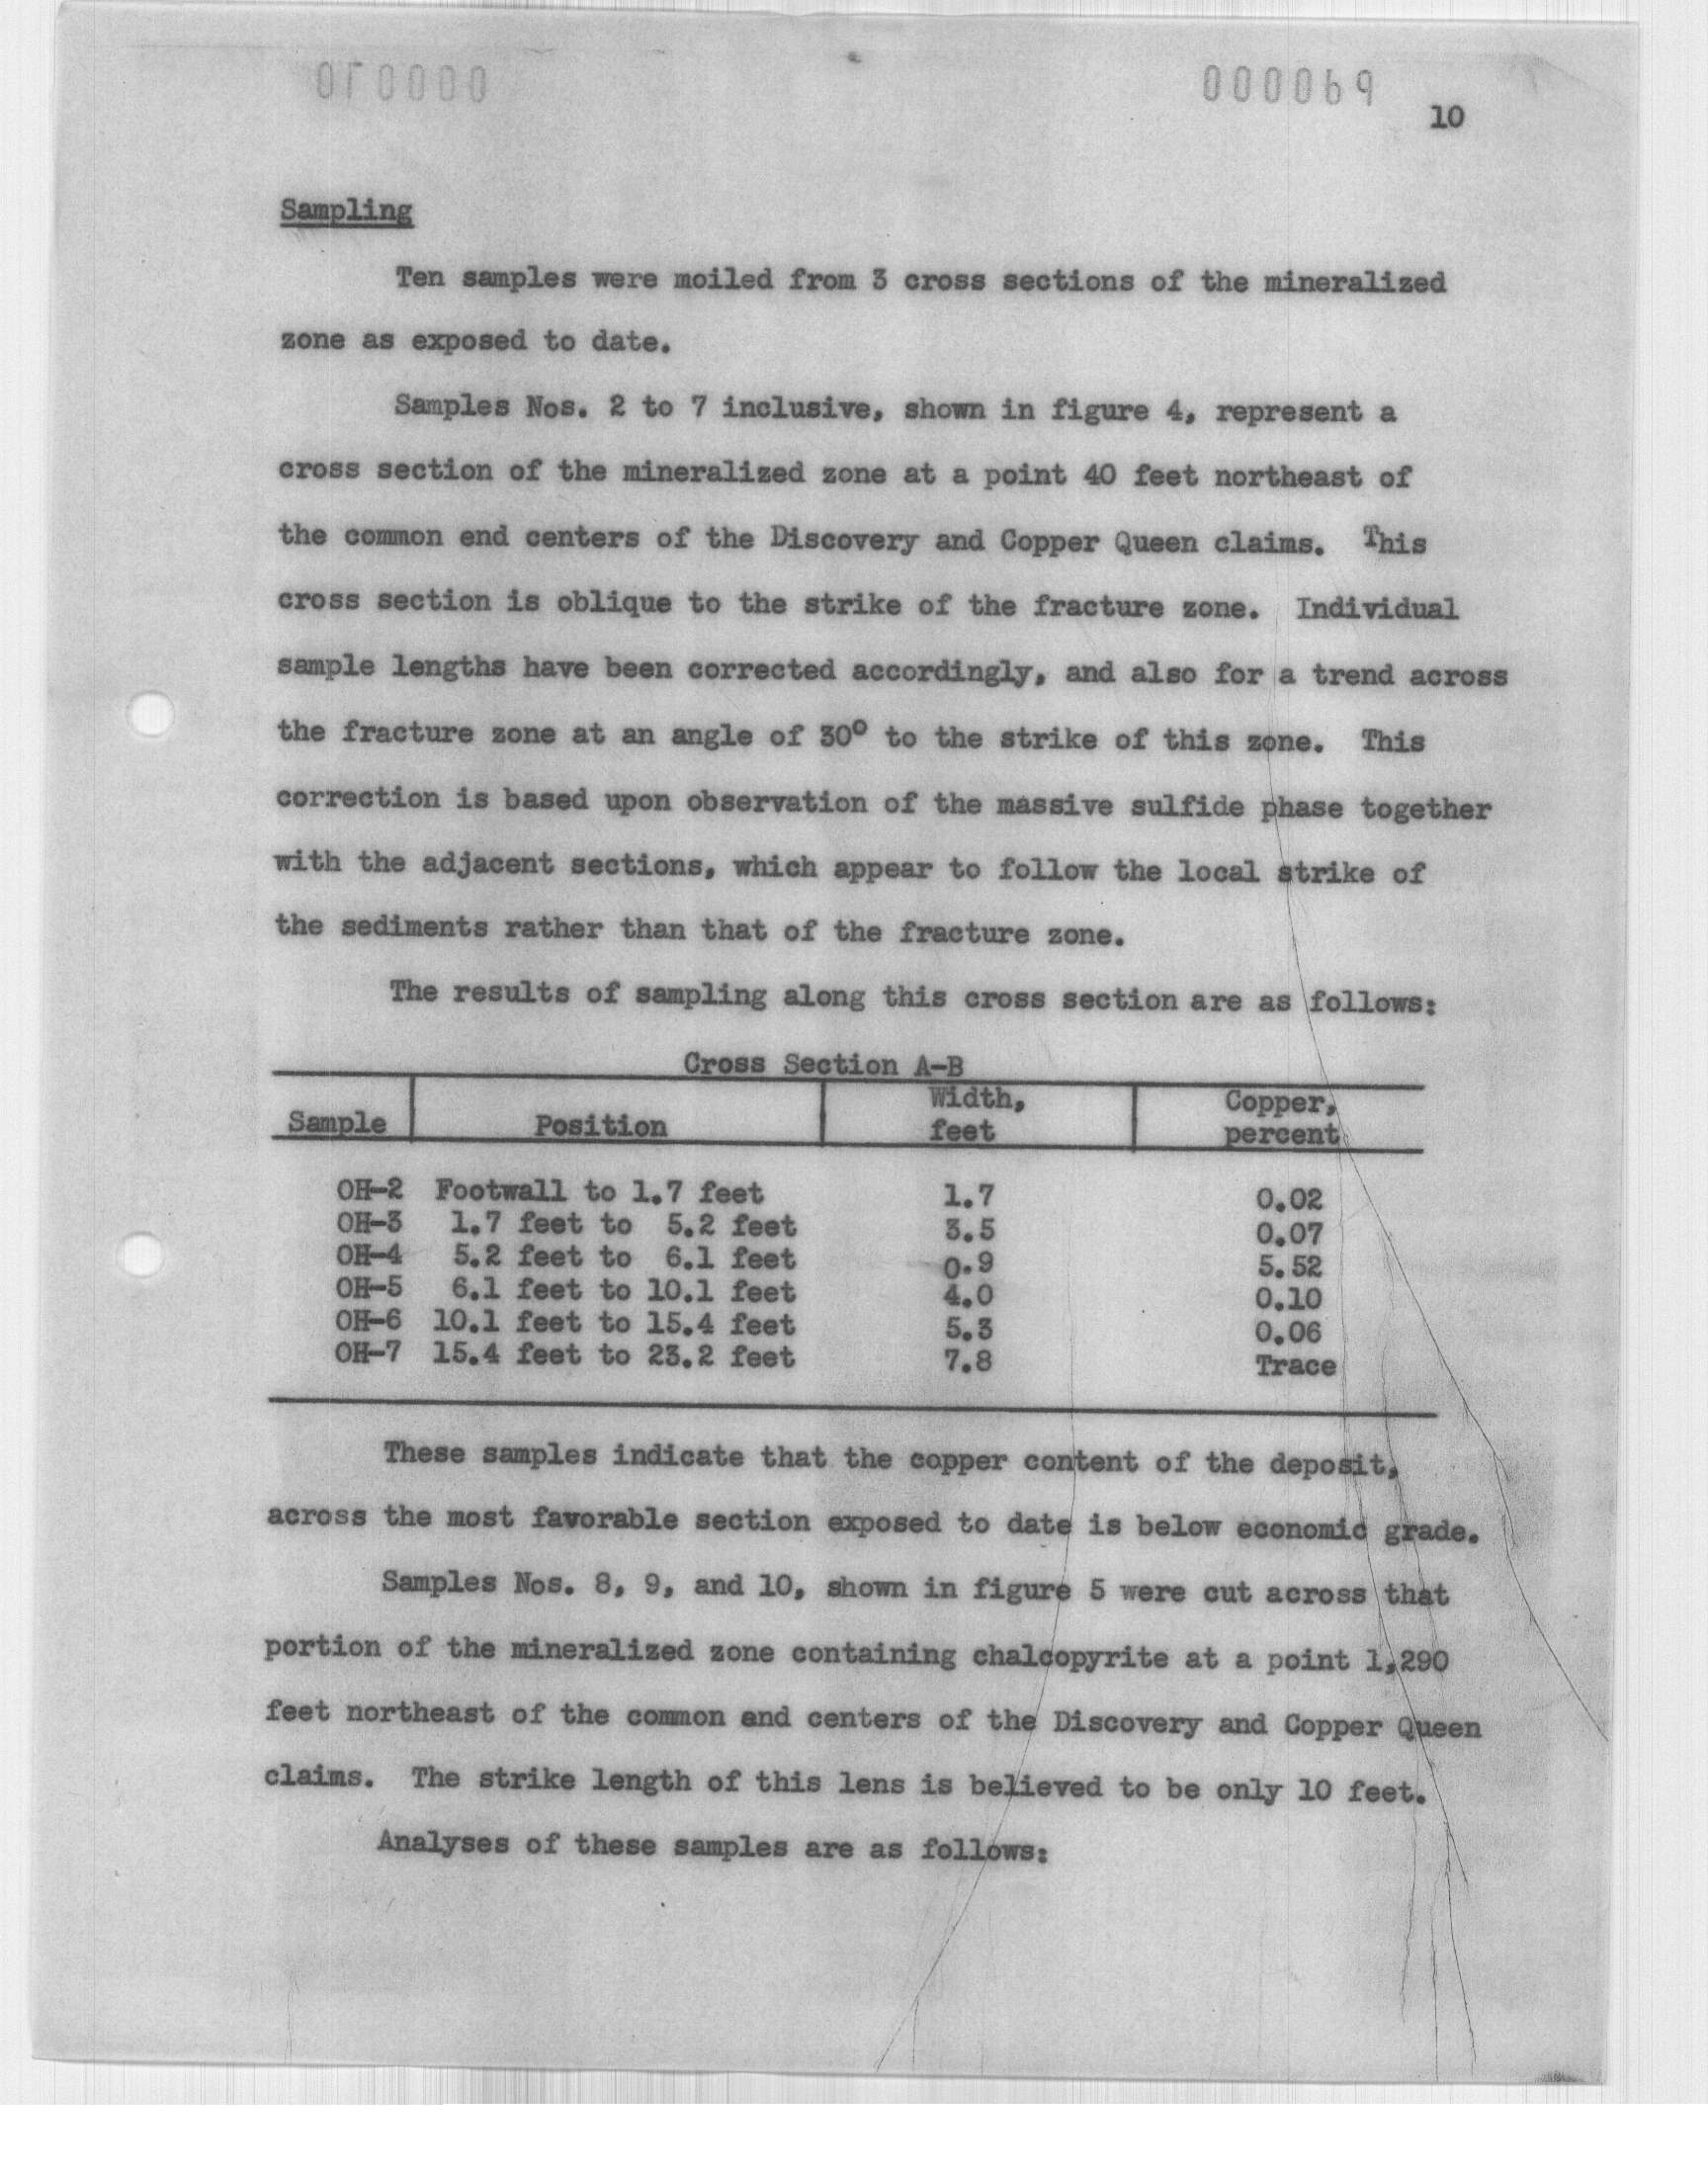 000069
10
Sampling
Ten samples were moiled from 3 cross sections of the mineralized
zone as exposed to date.
Samples Nos. 2 to 7 inclusive, shown in figure 4, represent a
cross section of the mineralized zone at a point 40 feet northeast of
the common end centers of the Discovery and Copper Queen claims. This
cross section is oblique to the strike of the fracture zone. Individual
sample lengths have been corrected accordingly, and also for a trend across
the fracture zone at an angle of 30° to the strike of this zone. This
correction is based upon observation of the massive sulfide phase together
with the adjacent sections, which appear to follow the local strike of
the sediments rather than that of the fracture zone.
The results of sampling along this cross section are as follows:
Cross Section A-B
Sample Position Width, feet Copper, percent
OH-2 Footwall to 1.7 feet 1.7 0.02
OH-3 1.7 feet to 5.2 feet 3.5 0.07
OH-4 5.2 feet to 6.1 feet 0.9 5.52
OH-5 6.1 feet to 10.1 feet 4.0 0.10
OH-6 10.1 feet to 15.4 feet 5.3 0.06
OH-7 15.4 feet to 23.2 feet 7.8 Trace
These samples indicate that the copper content of the deposit,
across the most favorable section exposed to date is below economic grade.
Samples Nos. 8, 9, and 10, shown in figure 5 were cut across that
portion of the mineralized zone containing chalcopyrite at a point 1,290
feet northeast of the common end centers of the Discovery and Copper Queen
claims. The strike length of this lens is believed to be only 10 feet.
Analyses of these samples are as follows: